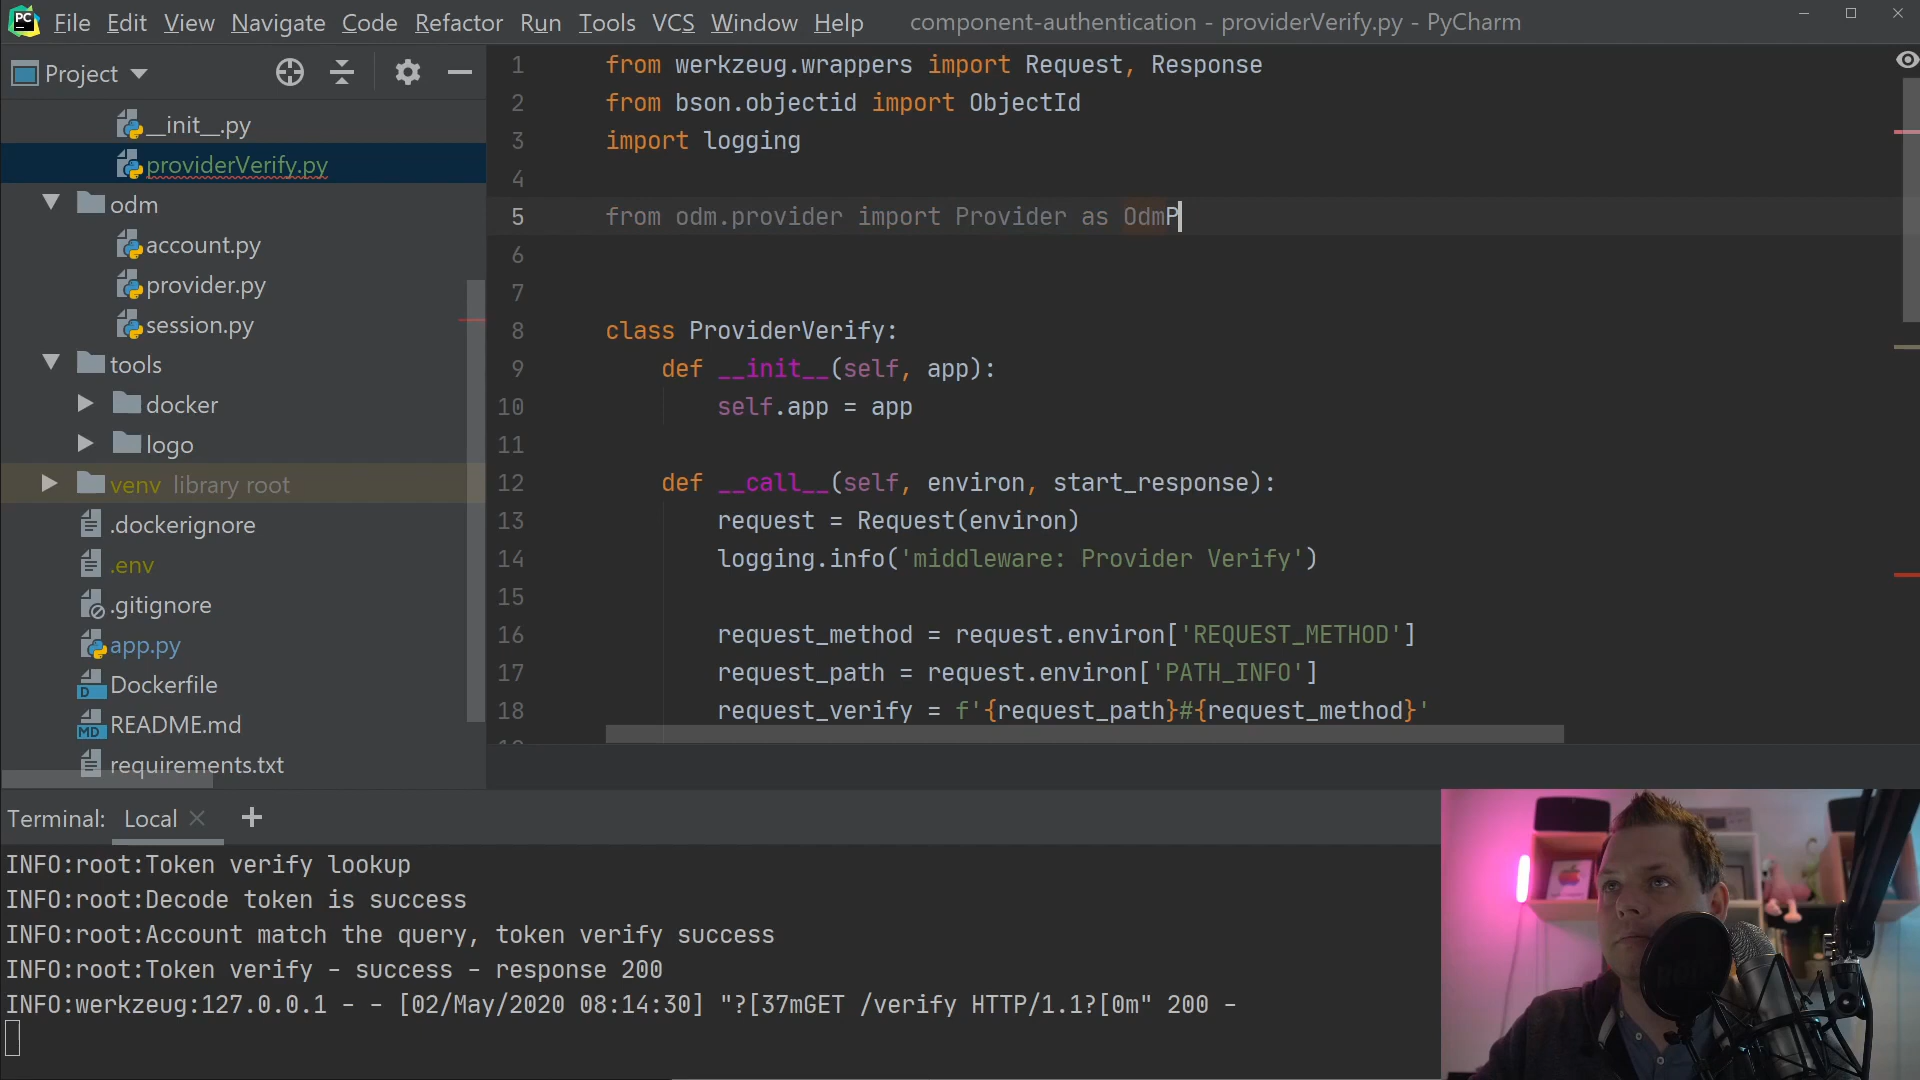 PC File Edit View Navigate Code Refactor Run Tools VCS Window Help component-authentication - providerVerify.py - PyCharm
Project
__init__.py
providerVerify.py
odm
account.py
provider.py
session.py
tools
docker
logo
venv library root
.dockerignore
.env
.gitignore
app.py
D Dockerfile
MD README.md
requirements.txt
1 from werkzeug.wrappers import Request, Response
2 from bson.objectid import ObjectId
3 import logging
4
5 from odm.provider import Provider as OdmP
6
7
8 class ProviderVerify:
9 def __init__(self, app):
10 self.app = app
11
12 def __call__(self, environ, start_response):
13 request = Request(environ)
14 logging.info('middleware: Provider Verify')
15
16 request_method = request.environ['REQUEST_METHOD']
17 request_path = request.environ['PATH_INFO']
18 request_verify = f'{request_path}#{request_method}'
Terminal: Local
INFO:root:Token verify lookup
INFO:root:Decode token is success
INFO:root:Account match the query, token verify success
INFO:root:Token verify - success - response 200
INFO:werkzeug:127.0.0.1 - - [02/May/2020 08:14:30] "?[37mGET /verify HTTP/1.1?[0m" 200 -